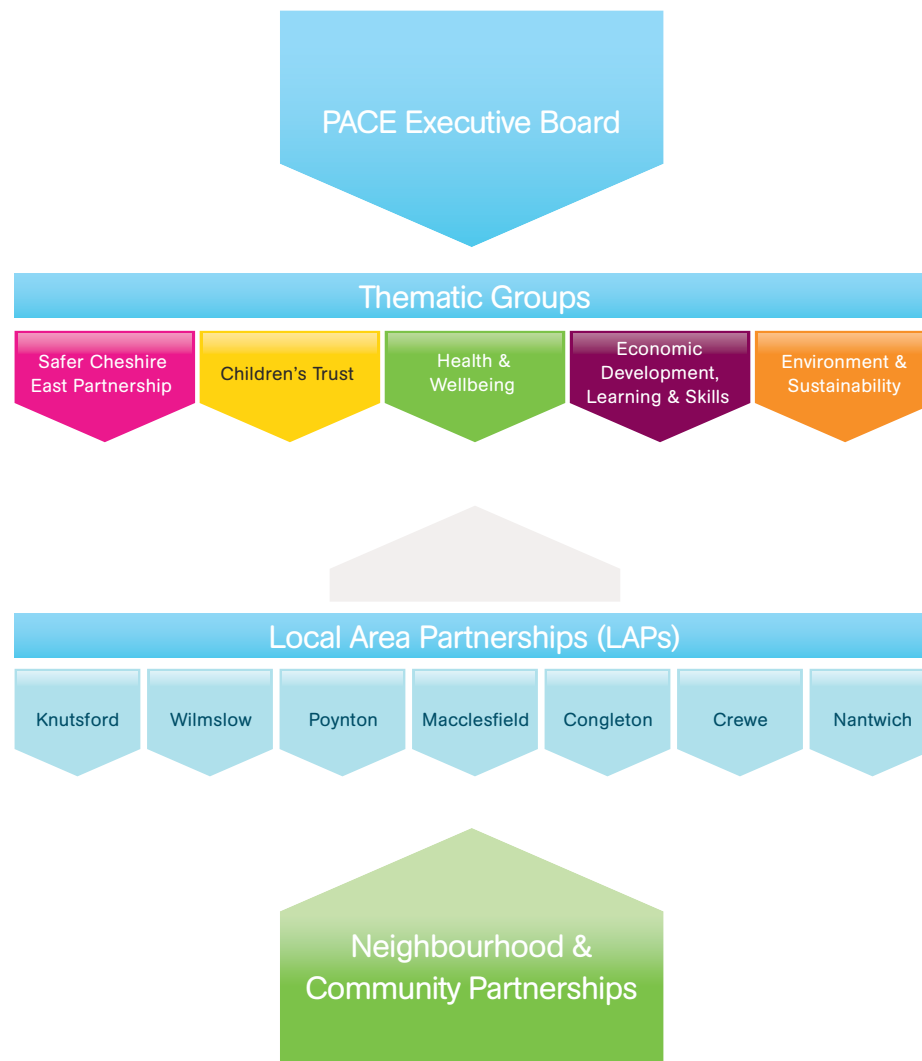 PACE Executive Board
Thematic Groups
Safer Cheshire
East Partnership
Children's Trust
Health &
Wellbeing
Economic
Development,
Learning & Skills
Environment &
Sustainability
Local Area Partnerships (LAPs)
Knutsford
Wilmslow
Poynton
Macclesfield
Congleton
Crewe
Nantwich
Neighbourhood &
Community Partnerships